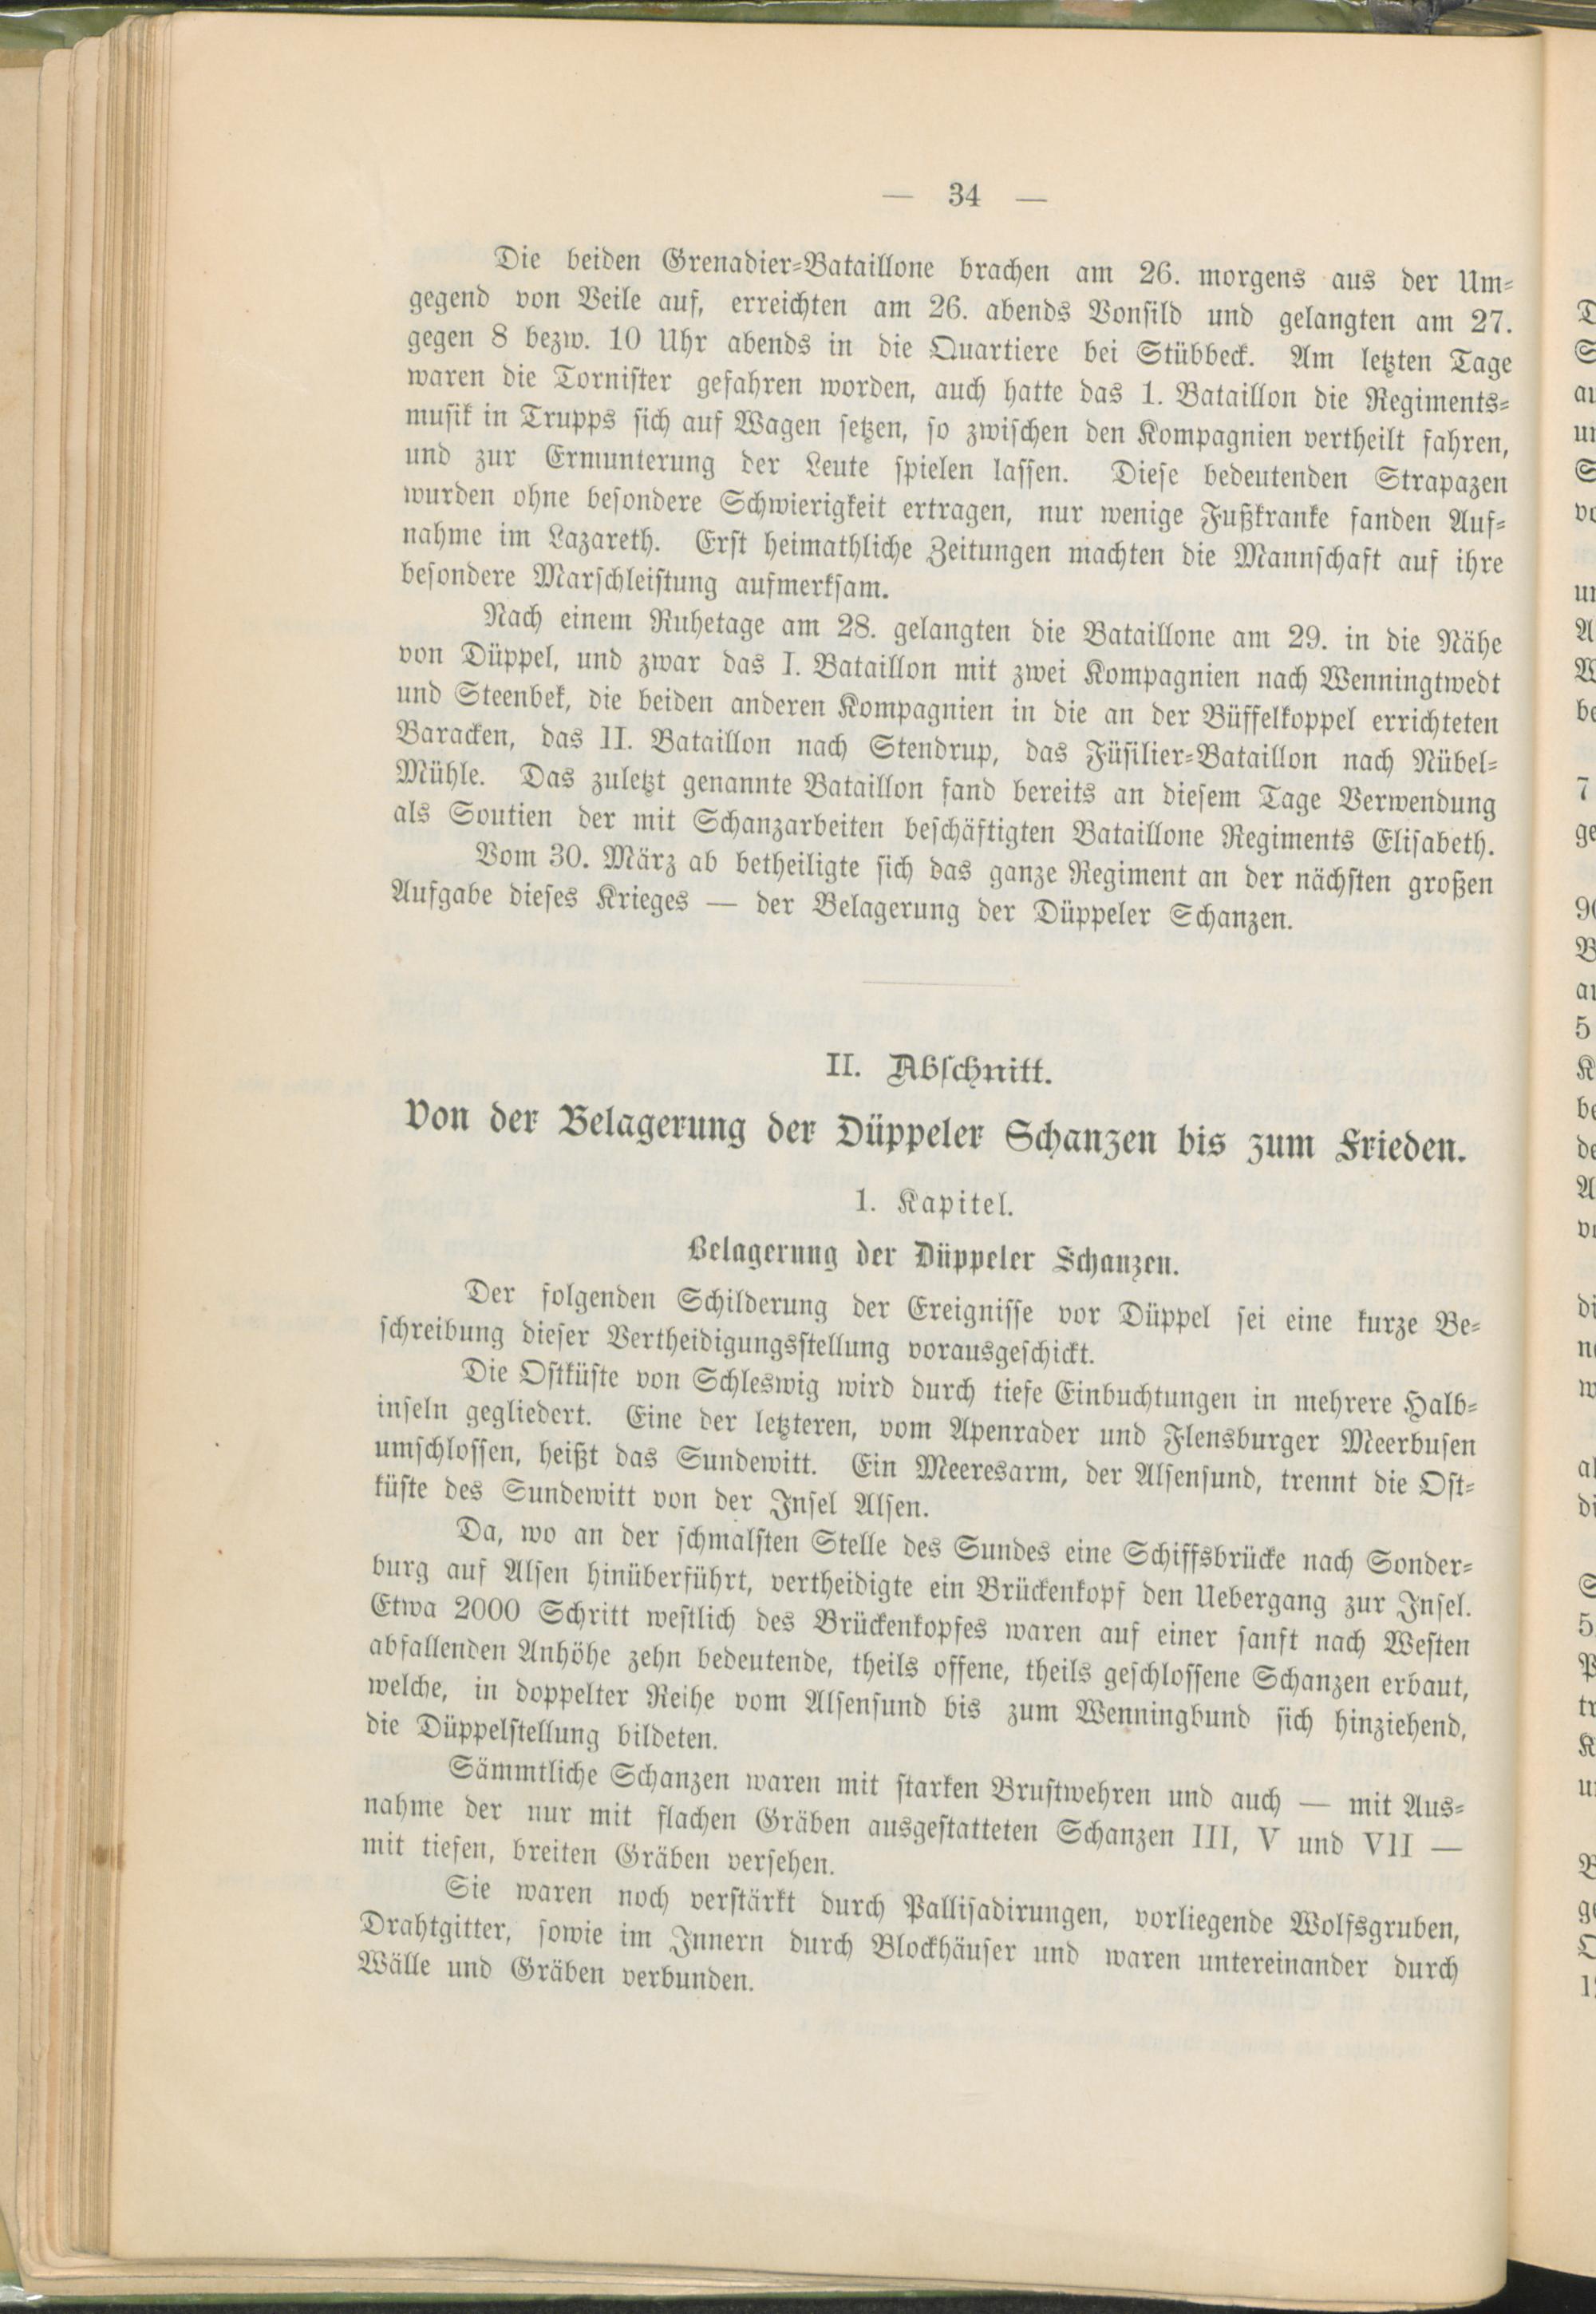 — 34 —
Die beiden Grenadier-Bataillone brachen am 26. morgens aus der Um-
gegend von Veile auf, erreichten am 26. abends Vonsild und gelangten am 27.
gegen 8 bezw. 10 Uhr abends in die Quartiere bei Stübbeck. Am letzten Tage
waren die Tornister gefahren worden, auch hatte das 1. Bataillon die Regiments-
musik in Trupps sich auf Wagen setzen, so zwischen den Kompagnien vertheilt fahren,
und zur Ermunterung der Leute spielen lassen. Diese bedeutenden Strapazen
wurden ohne besondere Schwierigkeit ertragen, nur wenige Fußkranke fanden Auf-
nahme im Lazareth. Erst heimathliche Zeitungen machten die Mannschaft auf ihre
besondere Marschleistung aufmerksam.
Nach einem Ruhetage am 28. gelangten die Bataillone am 29. in die Nähe
von Düppel, und zwar das I. Bataillon mit zwei Kompagnien nach Wenningtwedt
und Steenbek, die beiden anderen Kompagnien in die an der Büffelkoppel errichteten
Baracken, das II. Bataillon nach Stendrup, das Füsilier-Bataillon nach Nübel-
Mühle. Das zuletzt genannte Bataillon fand bereits an diesem Tage Verwendung
als Soutien der mit Schanzarbeiten beschäftigten Bataillone Regiments Elisabeth.
Vom 30. März ab betheiligte sich das ganze Regiment an der nächsten großen
Aufgabe dieses Krieges — der Belagerung der Düppeler Schanzen.
II. Abschnitt.
Von der Belagerung der Düppeler Schanzen bis zum Frieden.
1. Kapitel.
Belagerung der Düppeler Schanzen.
Der folgenden Schilderung der Ereignisse vor Düppel sei eine kurze Be-
schreibung dieser Vertheidigungsstellung vorausgeschickt.
Die Ostküste von Schleswig wird durch tiefe Einbuchtungen in mehrere Halb-
inseln gegliedert. Eine der letzteren, vom Apenrader und Flensburger Meerbusen
umschlossen, heißt das Sundewitt. Ein Meeresarm, der Alsensund, trennt die Ost-
küste des Sundewitt von der Insel Alsen.
Da, wo an der schmalsten Stelle des Sundes eine Schiffsbrücke nach Sonder-
burg auf Alsen hinüberführt, vertheidigte ein Brückenkopf den Uebergang zur Insel.
Etwa 2000 Schritt westlich des Brückenkopfes waren auf einer sanft nach Westen
abfallenden Anhöhe zehn bedeutende, theils offene, theils geschlossene Schanzen erbaut,
welche, in doppelter Reihe vom Alsensund bis zum Wenningbund sich hinziehend,
die Düppelstellung bildeten.
Sämmtliche Schanzen waren mit starken Brustwehren und auch — mit Aus-
nahme der nur mit flachen Gräben ausgestatteten Schanzen III, V und VII —
mit tiefen, breiten Gräben versehen.
Sie waren noch verstärkt durch Pallisadirungen, vorliegende Wolfsgruben,
Drahtgitter, sowie im Innern durch Blockhäuser und waren untereinander durch
Wälle und Gräben verbunden.